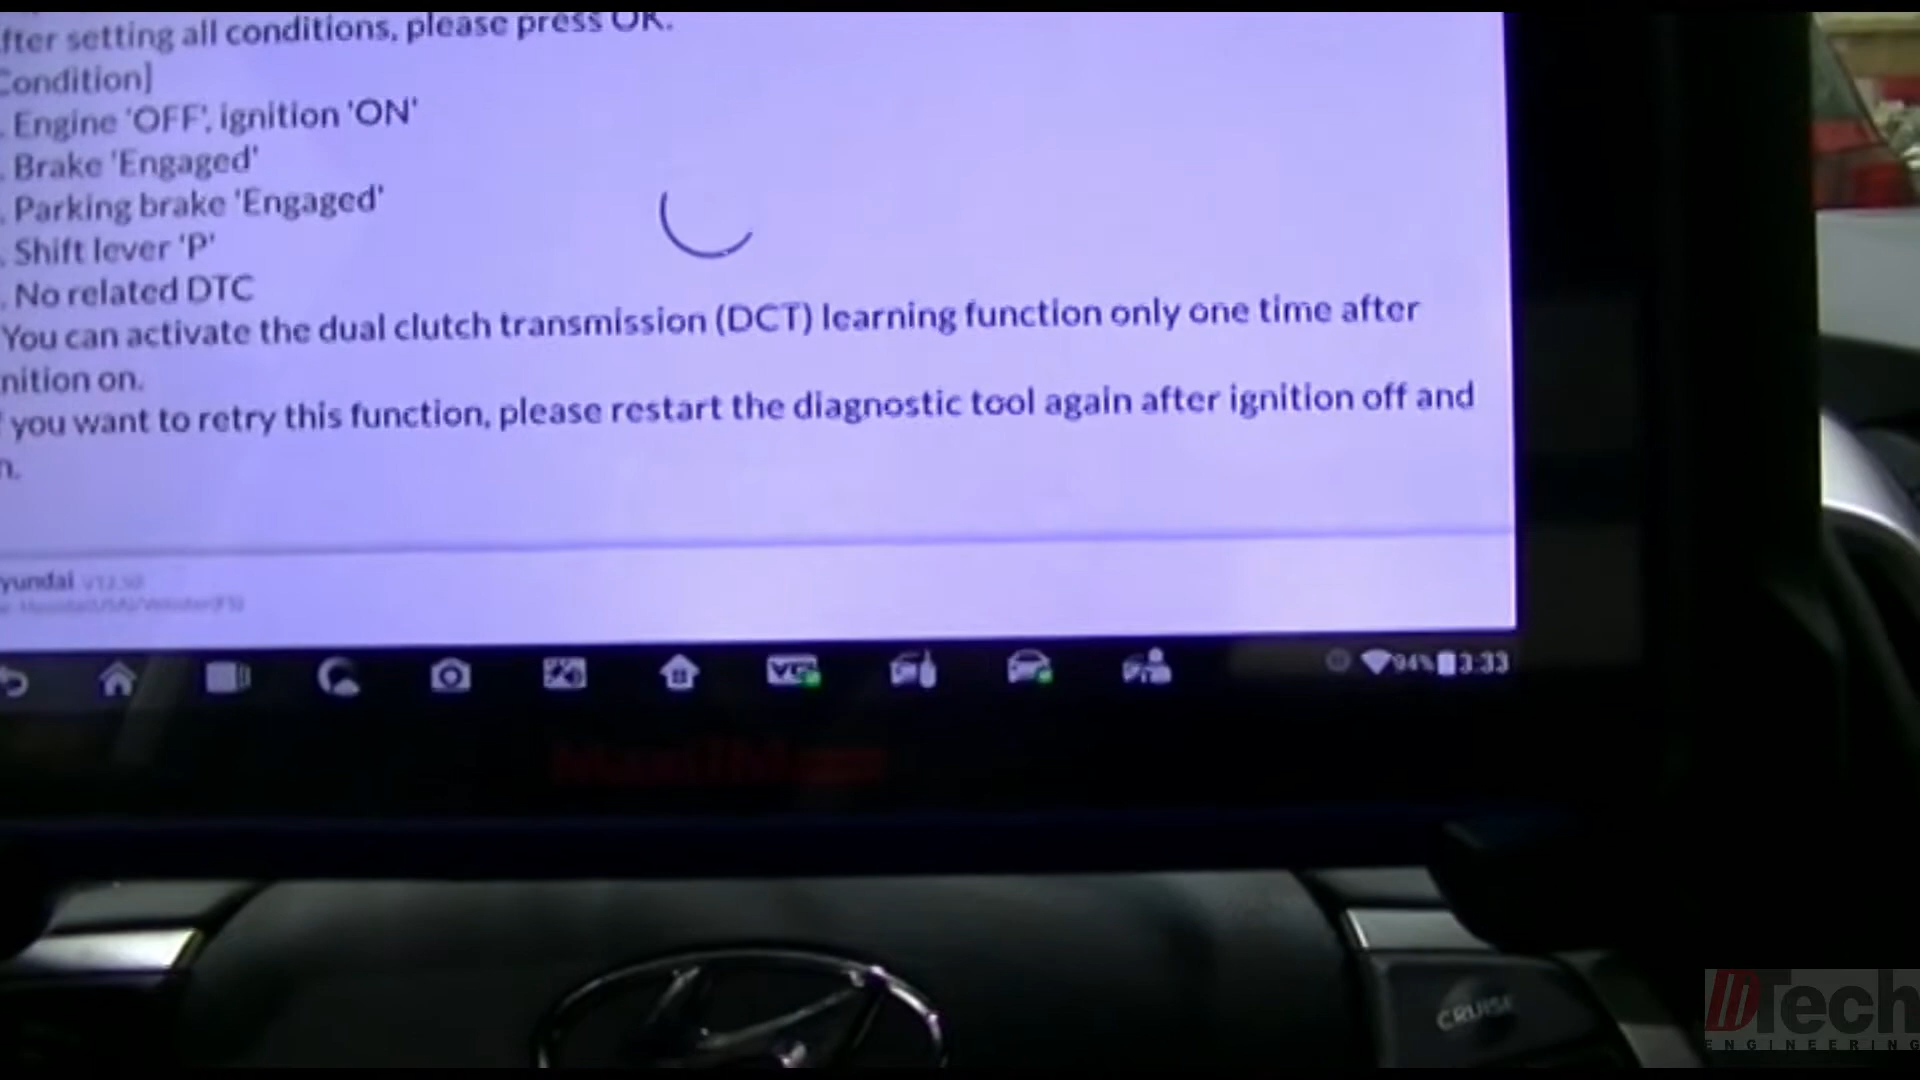 fter setting all conditions, please press OK.
Condition]
. Engine 'OFF', ignition 'ON'
. Brake 'Engaged'
. Parking brake 'Engaged'
. Shift lever 'P'
. No related DTC
You can activate the dual clutch transmission (DCT) learning function only one time after
nition on.
you want to retry this function, please restart the diagnostic tool again after ignition off and
n.
yundai
94% 3:33
CRUISE
Tech
ENGINEERING